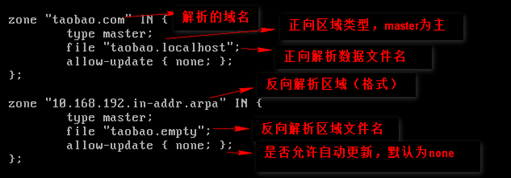 zone "taobao.com" IN {
解析的域名
type master;
正向区域类型，master为主
file "taobao.localhost";
正向解析数据文件名
allow-update { none; };
};
反向解析区域（格式）
zone "10.168.192.in-addr.arpa" IN {
type master;
file "taobao.empty";
反向解析区域文件名
allow-update { none; };
是否允许自动更新，默认为none
};